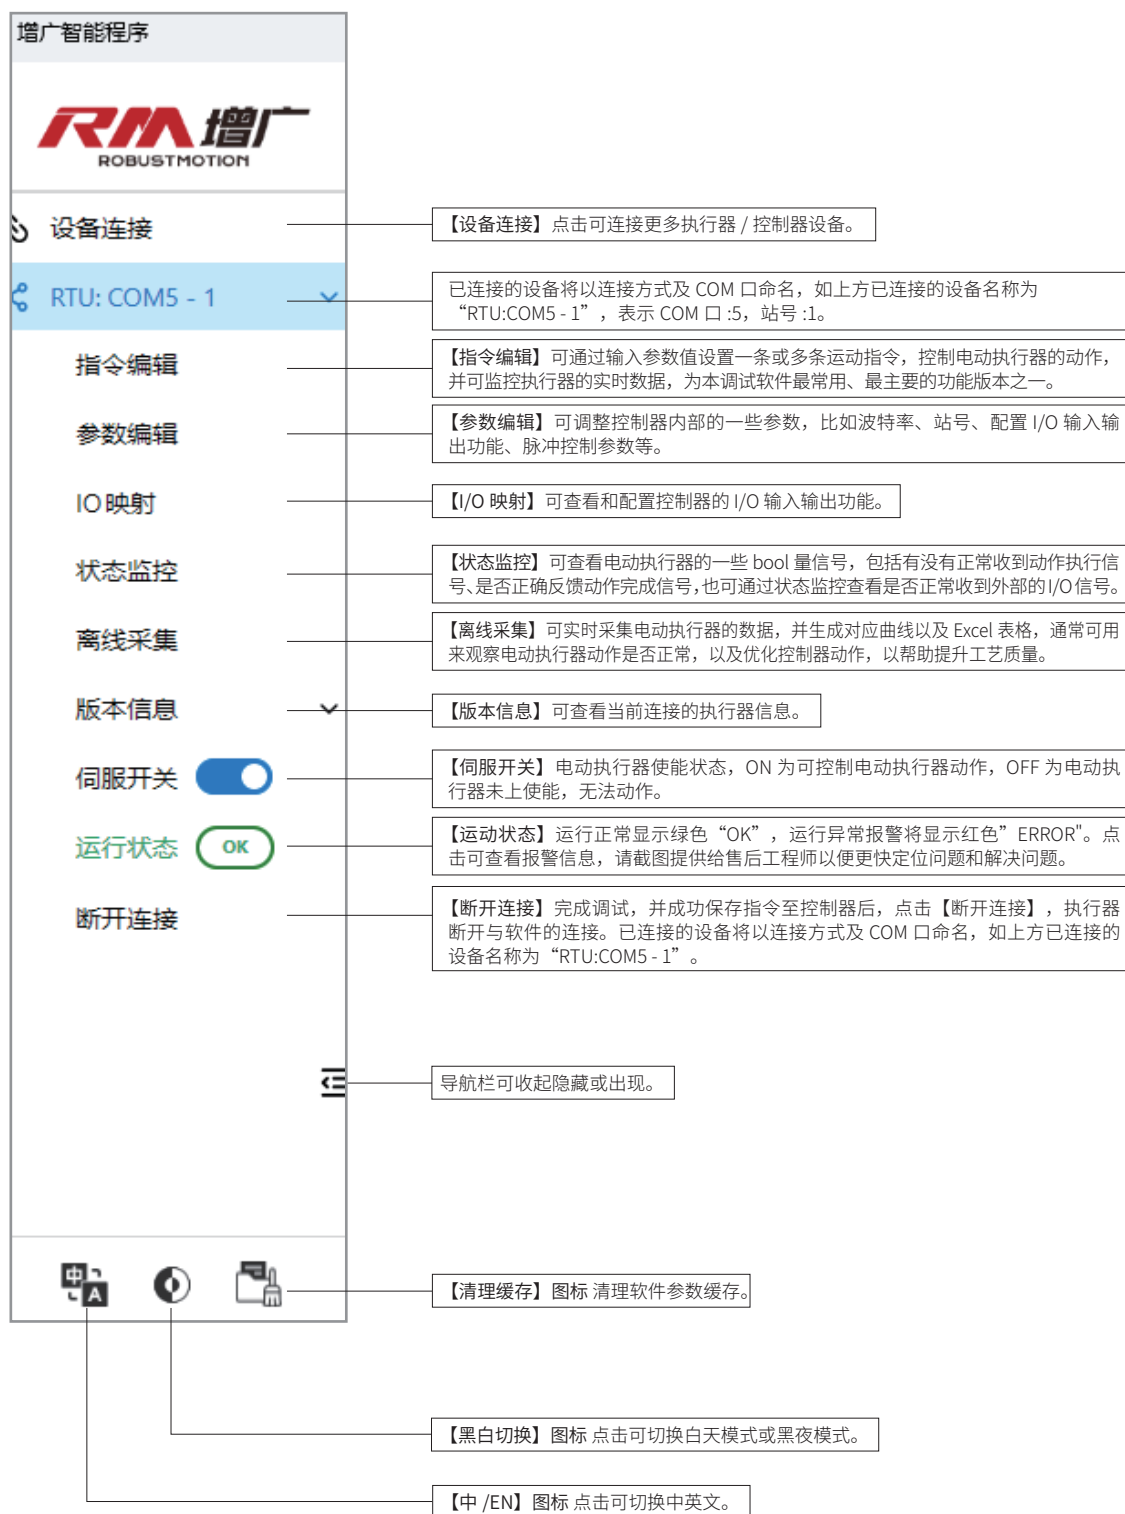 增广智能程序
RM 增广
ROBUSTMOTION
设备连接
【设备连接】点击可连接更多执行器 / 控制器设备。
RTU: COM5 - 1
已连接的设备将以连接方式及 COM 口命名，如上方已连接的设备名称为
“RTU:COM5 - 1”，表示 COM 口 :5，站号 :1。
指令编辑
【指令编辑】可通过输入参数值设置一条或多条运动指令，控制电动执行器的动作，
并可监控执行器的实时数据，为本调试软件最常用、最主要的功能版本之一。
参数编辑
【参数编辑】可调整控制器内部的一些参数，比如波特率、站号、配置 I/O 输入输
出功能、脉冲控制参数等。
IO映射
【I/O 映射】可查看和配置控制器的 I/O 输入输出功能。
状态监控
【状态监控】可查看电动执行器的一些 bool 量信号，包括有没有正常收到动作执行信
号、是否正确反馈动作完成信号，也可通过状态监控查看是否正常收到外部的I/O信号。
离线采集
【离线采集】可实时采集电动执行器的数据，并生成对应曲线以及 Excel 表格，通常可用
来观察电动执行器动作是否正常，以及优化控制器动作，以帮助提升工艺质量。
版本信息
【版本信息】可查看当前连接的执行器信息。
伺服开关
【伺服开关】电动执行器使能状态，ON 为可控制电动执行器动作，OFF 为电动执
行器未上使能，无法动作。
运行状态 OK
【运动状态】运行正常显示绿色“OK”，运行异常报警将显示红色”ERROR"。点
击可查看报警信息，请截图提供给售后工程师以便更快定位问题和解决问题。
断开连接
【断开连接】完成调试，并成功保存指令至控制器后，点击【断开连接】，执行器
断开与软件的连接。已连接的设备将以连接方式及 COM 口命名，如上方已连接的
设备名称为“RTU:COM5 - 1”。
导航栏可收起隐藏或出现。
中 A
【清理缓存】图标 清理软件参数缓存。
【黑白切换】图标 点击可切换白天模式或黑夜模式。
【中 /EN】图标 点击可切换中英文。